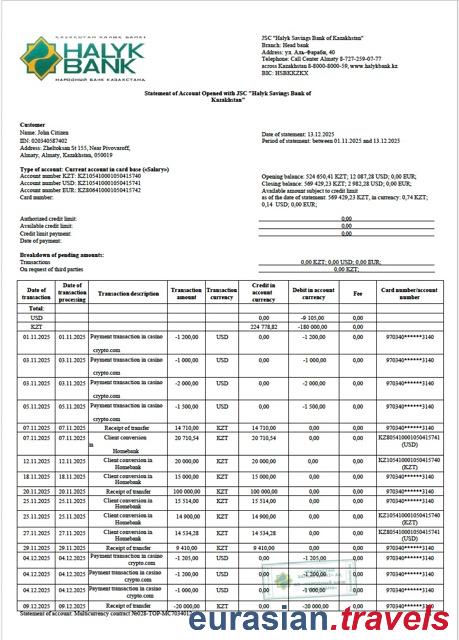 КАЗАХСТАН ХАЛЫК БАНКI
HALYK
BANK
НАРОДНЫЙ БАНК КАЗАХСТАНА
JSC "Halyk Savings Bank of Kazakhstan"
Branch: Head bank
Address: ул. Аль-Фараби, 40
Telephone: Call Center Almaty 8-727-259-07-77
across Kazakhstan 8-8000-8000-59, www.halykbank.kz
BIC: HSBKKZKX
Statement of Account Opened with JSC "Halyk Savings Bank of
Kazakhstan"
Customer
Name: John Citizen
IIN: 020340587402
Address: Zheltoksan St 155, Near Pivovaroff,
Almaty, Almaty, Kazakhstan, 050019
Date of statement: 13.12.2025
Period of statement: between 01.11.2025 and 13.12.2025
Type of account: Current account in card base («Salary»)
Account number KZT: KZ105410001050415740
Account number USD: KZ105410001050415741
Account number EUR: KZ806410001050415742
Card number:
Opening balance: 524 650,41 KZT; 12 087,28 USD; 0,00 EUR;
Closing balance: 569 429,23 KZT; 2 982,28 USD; 0,00 EUR;
Available amount subject to credit limit
as of the date of statement: 569 429,23 KZT, in currency: 0,74 KZT;
0,14 USD; 0,00 EUR;
Authorized credit limit: 0,00
Available credit limit: 0,00
Credit limit payment: 0,00
Date of payment:
Breakdown of pending amounts:
Transactions 0,00 KZT; 0,00 USD; 0,00 EUR;
On request of third parties 0,00 KZT;
Date of transaction Date of transaction processing Transaction description Transaction amount Transaction currency Credit in account currency Debit in account currency Fee Card number/account number
Total:
USD 0,00 -9 105,00 0,00
KZT 224 778,82 -180 000,00 0,00
01.11.2025 01.11.2025 Payment transaction in casino crypto.com -1 200,00 USD 0,00 -1 200,00 0,00 970340******3140
03.11.2025 03.11.2025 Payment transaction in casino crypto.com -1 000,00 USD 0,00 -1 000,00 0,00 970340******3140
03.11.2025 03.11.2025 Payment transaction in casino crypto.com -2 000,00 USD 0,00 -2 000,00 0,00 970340******3140
05.11.2025 05.11.2025 Payment transaction in casino crypto.com -1 500,00 USD 0,00 -1 500,00 0,00 970340******3140
07.11.2025 07.11.2025 Receipt of transfer 14 710,00 KZT 14 710,00 0,00 0,00 970340******3140
07.11.2025 07.11.2025 Client conversion in Homebank 20 710,54 KZT 20 710,54 0,00 0,00 KZ805410001050415741 (USD)
12.11.2025 12.11.2025 Client conversion in Homebank 20 000,00 KZT 20 000,00 0,00 0,00 KZ105410001050415740 (KZT)
18.11.2025 18.11.2025 Client conversion in Homebank 15 000,00 KZT 15 000,00 0,00 0,00 970340******3140
20.11.2025 20.11.2025 Receipt of transfer 100 000,00 KZT 100 000,00 0,00 0,00 970340******3140
25.11.2025 25.11.2025 Client conversion in Homebank 15 514,00 KZT 15 514,00 0,00 0,00 970340******3140
25.11.2025 25.11.2025 Client conversion in Homebank 14 900,00 KZT 14 900,00 0,00 0,00 KZ105410001050415740 (KZT)
27.11.2025 27.11.2025 Client conversion in Homebank 14 534,28 KZT 14 534,28 0,00 0,00 KZ805410001050415741 (USD)
29.11.2025 29.11.2025 Receipt of transfer 9 410,00 KZT 9 410,00 0,00 0,00 970340******3140
04.12.2025 04.12.2025 Payment transaction in casino crypto.com -1 205,00 USD 0,00 -1 205,00 0,00 970340******3140
04.12.2025 04.12.2025 Payment transaction in casino crypto.com -1 200,00 USD 0,00 -1 200,00 0,00 970340******3140
04.12.2025 04.12.2025 Payment transaction in casino crypto.com -1 000,00 USD 0,00 -1 000,00 0,00 970340******3140
09.12.2025 09.12.2025 Receipt of transfer -20 000,00 KZT 0,00 -20 000,00 0,00 970340******3140
HALYK
BANK
Statement of account. Multicurrency contract
eurasian.travels